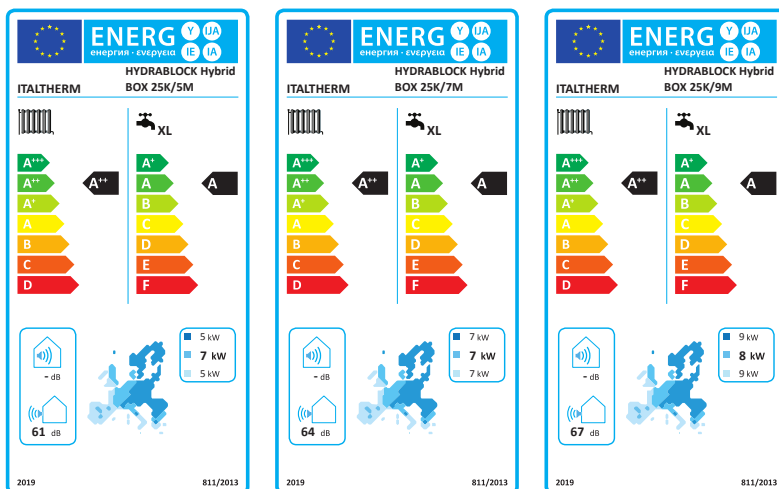 ENERG Y IJA
енергия · ενεργεια IE IA
HYDRABLOCK Hybrid
ITALTHERM BOX 25K/5M
XL
A+++ A+
A++ A++ A A
A+ B
A C
B D
C E
D F
5 kW
7 kW
5 kW
- dB
61 dB
2019 811/2013
ENERG Y IJA
енергия · ενεργεια IE IA
HYDRABLOCK Hybrid
ITALTHERM BOX 25K/7M
XL
A+++ A+
A++ A++ A A
A+ B
A C
B D
C E
D F
7 kW
7 kW
7 kW
- dB
64 dB
2019 811/2013
ENERG Y IJA
енергия · ενεργεια IE IA
HYDRABLOCK Hybrid
ITALTHERM BOX 25K/9M
XL
A+++ A+
A++ A++ A A
A+ B
A C
B D
C E
D F
9 kW
8 kW
9 kW
- dB
67 dB
2019 811/2013